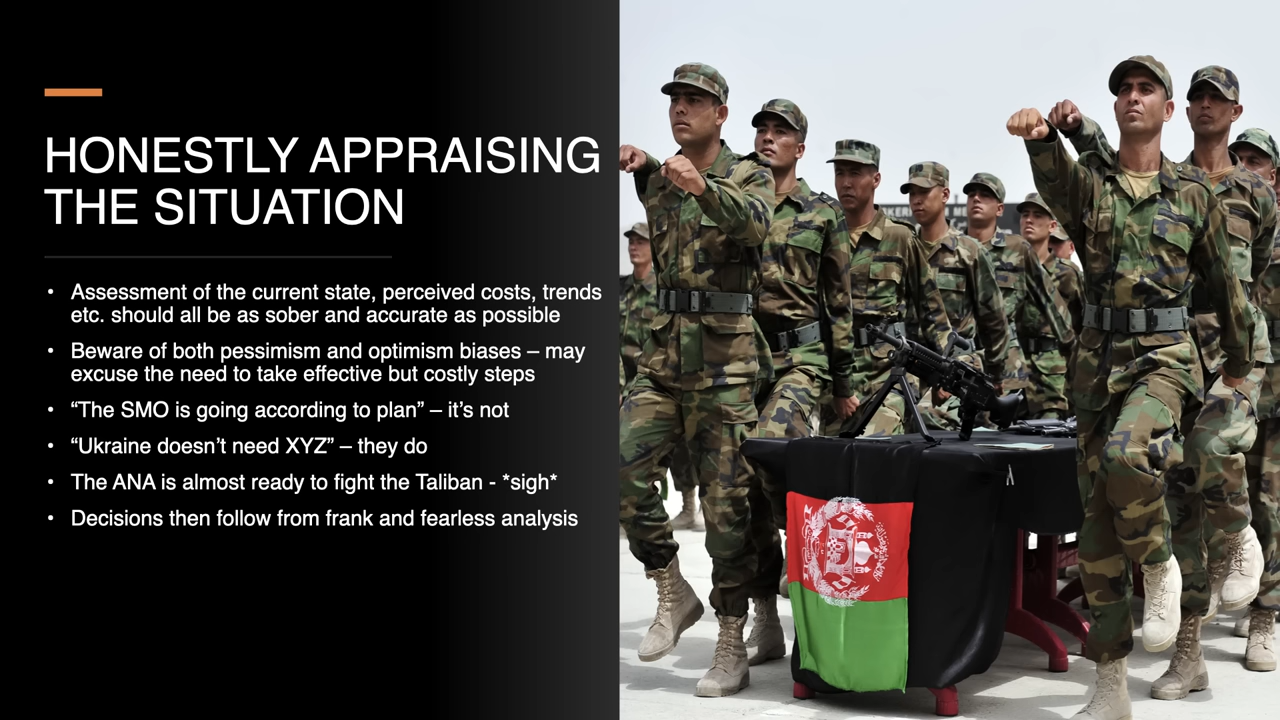 HONESTLY APPRAISING
THE SITUATION
• Assessment of the current state, perceived costs, trends
etc. should all be as sober and accurate as possible
• Beware of both pessimism and optimism biases – may
excuse the need to take effective but costly steps
• “The SMO is going according to plan” – it’s not
• “Ukraine doesn’t need XYZ” – they do
• The ANA is almost ready to fight the Taliban - *sigh*
• Decisions then follow from frank and fearless analysis